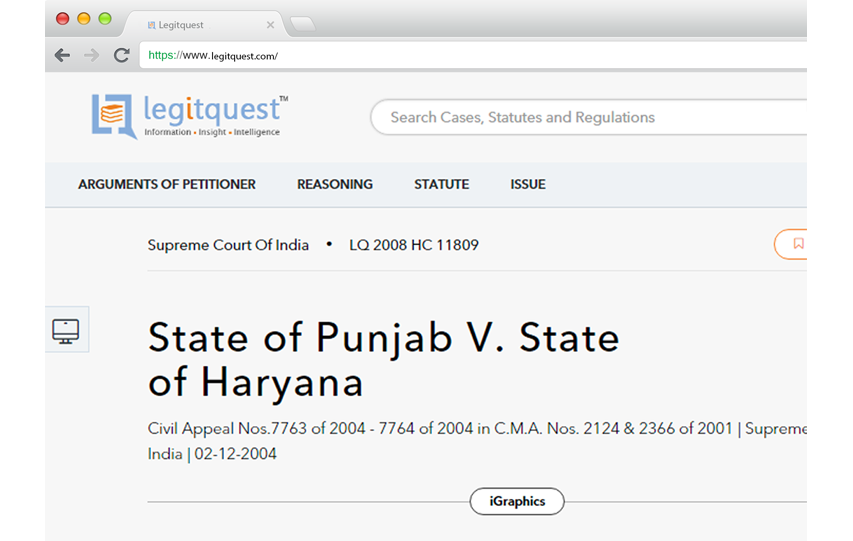 Legitquest
https://www.legitquest.com/
legitquest™
Information • Insight • Intelligence
Search Cases, Statutes and Regulations
ARGUMENTS OF PETITIONER REASONING STATUTE ISSUE
Supreme Court Of India • LQ 2008 HC 11809
State of Punjab V. State
of Haryana
Civil Appeal Nos.7763 of 2004 - 7764 of 2004 in C.M.A. Nos. 2124 & 2366 of 2001 | Supreme
India | 02-12-2004
iGraphics